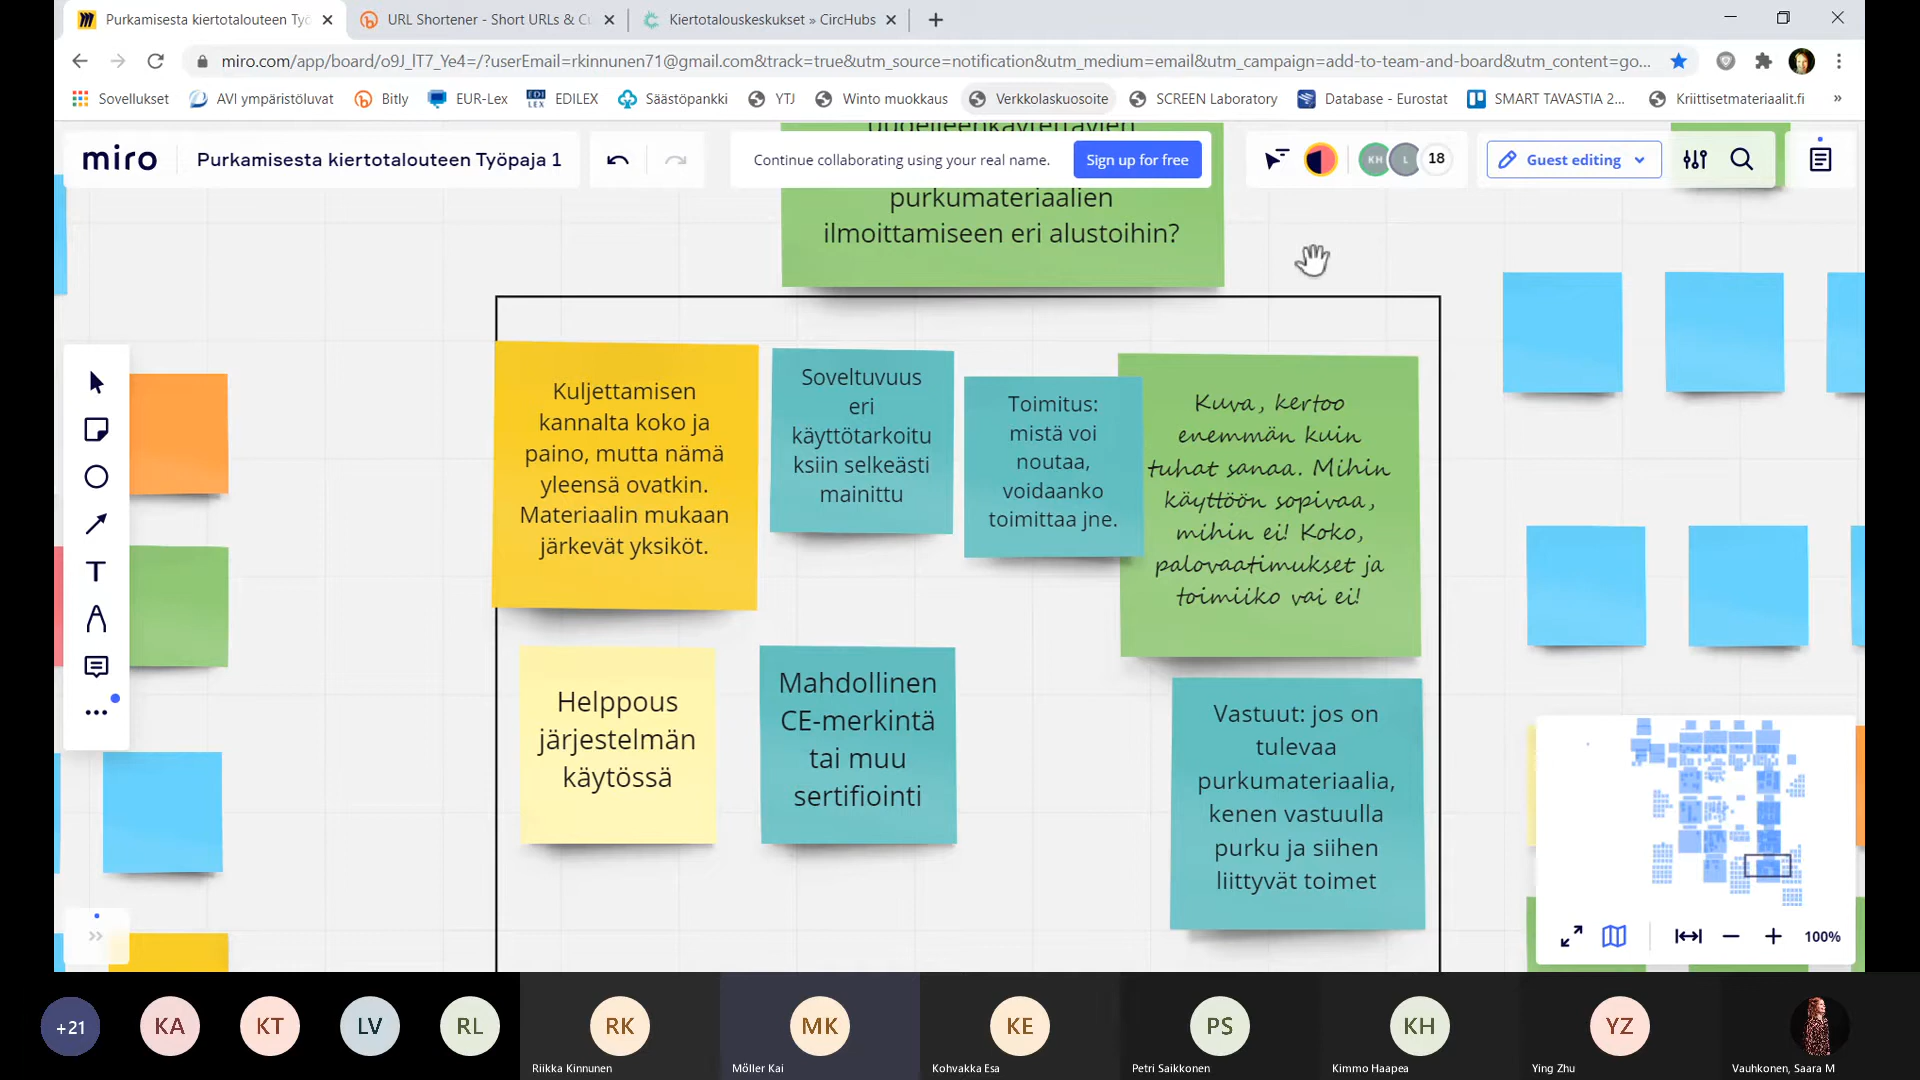 Purkamisesta kiertotalouteen Tyo
URL Shortener - Short URLs & Cu
Kiertotalouskeskukset » CircHubs
miro.com/app/board/o9J_lT7_Ye4=/?userEmail=rkinnunen71@gmail.com&track=true&utm_source=notification&utm_medium=email&utm_campaign=add-to-team-and-board&utm_content=go...
Sovellukset
AVI ympäristöluvat
Bitly
EUR-Lex
EDI LEX
EDILEX
Säästöpankki
YTJ
Winto muokkaus
Verkkolaskuosoite
SCREEN Laboratory
Database - Eurostat
SMART TAVASTIA 2...
Kriittisetmateriaalit.fi
»
miro
Purkamisesta kiertotalouteen Työpaja 1
Continue collaborating using your real name.
Sign up for free
KH
L
18
Guest editing
uudelleenkäytettävien
purkumateriaalien
ilmoittamiseen eri alustoihin?
Kuljettamisen
kannalta koko ja
paino, mutta nämä
yleensä ovatkin.
Materiaalin mukaan
järkevät yksiköt.
Soveltuvuus
eri
käyttötarkoitu
ksiin selkeästi
mainittu
Toimitus:
mistä voi
noutaa,
voidaanko
toimittaa jne.
Kuva, kertoo
enemmän kuin
tuhat sanaa. Mihin
käyttöön sopivaa,
mihin ei! Koko,
palovaatimukset ja
toimiiko vai ei!
Helppous
järjestelmän
käytössä
Mahdollinen
CE-merkintä
tai muu
sertifiointi
Vastuut: jos on
tulevaa
purkumateriaalia,
kenen vastuulla
purku ja siihen
liittyvät toimet
100%
+21
KA
KT
LV
RL
RK
Riikka Kinnunen
MK
Möller Kai
KE
Kohvakka Esa
PS
Petri Saikkonen
KH
Kimmo Haapea
YZ
Ying Zhu
Vauhkonen, Saara M